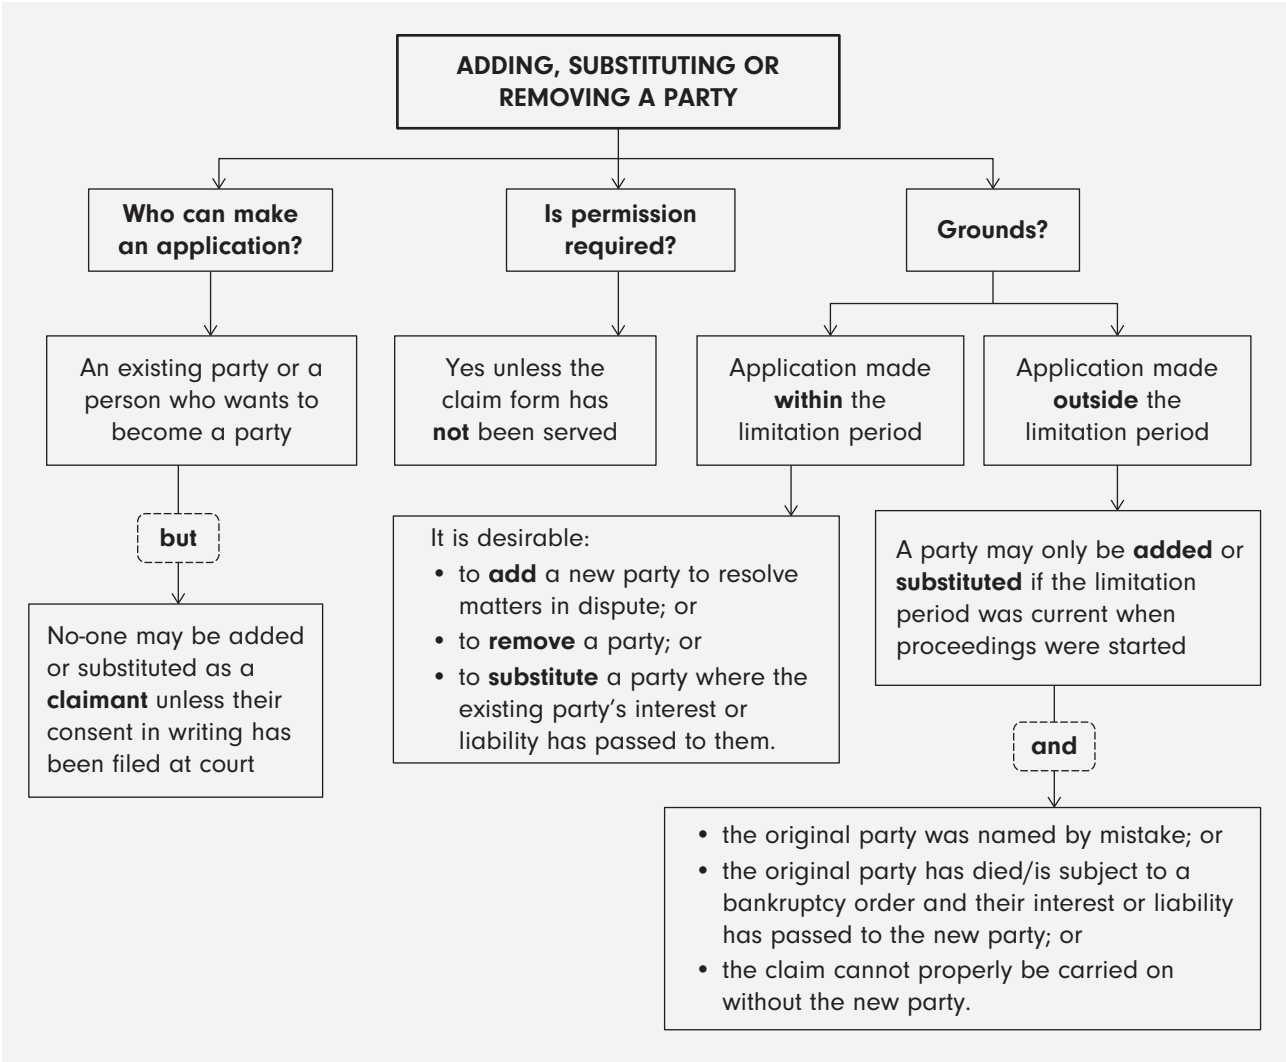 ADDING, SUBSTITUTING OR
REMOVING A PARTY
Who can make
an application?
An existing party or a
person who wants to
become a party
but
No-one may be added
or substituted as a
claimant unless their
consent in writing has
been filed at court
Is permission
required?
Yes unless the
claim form has
not been served
Grounds?
Application made
within the
limitation period
It is desirable:
• to add a new party to resolve
matters in dispute; or
• to remove a party; or
• to substitute a party where the
existing party’s interest or
liability has passed to them.
Application made
outside the
limitation period
A party may only be added or
substituted if the limitation
period was current when
proceedings were started
and
• the original party was named by mistake; or
• the original party has died/is subject to a
bankruptcy order and their interest or liability
has passed to the new party; or
• the claim cannot properly be carried on
without the new party.